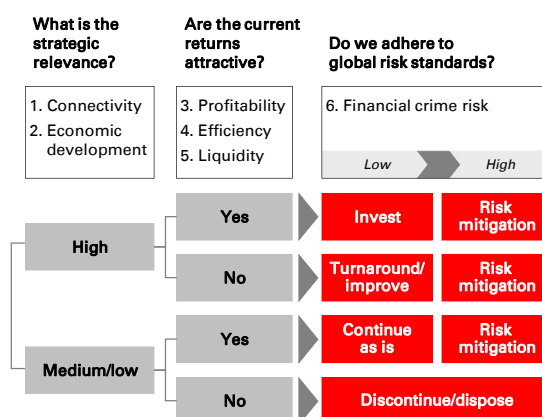 What is the
strategic
relevance?
Are the current
returns
attractive?
Do we adhere to
global risk standards?
1. Connectivity
2. Economic
development
3. Profitability
4. Efficiency
5. Liquidity
6. Financial crime risk
Low
High
High
Yes
Invest
Risk
mitigation
No
Turnaround/
improve
Risk
mitigation
Medium/low
Yes
Continue
as is
Risk
mitigation
No
Discontinue/dispose